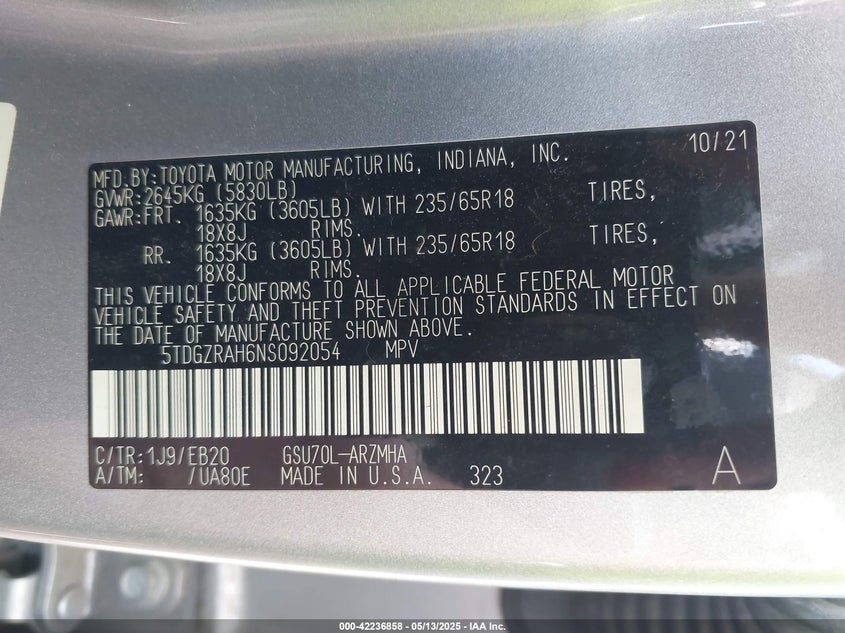 10/21
MFD.BY:TOYOTA MOTOR MANUFACTURING, INDIANA, INC.
GVWR:2645KG (5830LB)
GAWR:FRT. 1635KG (3605LB) WITH 235/65R18 TIRES,
18X8J RIMS.
RR. 1635KG (3605LB) WITH 235/65R18 TIRES,
18X8J RIMS.
THIS VEHICLE CONFORMS TO ALL APPLICABLE FEDERAL MOTOR
VEHICLE SAFETY AND THEFT PREVENTION STANDARDS IN EFFECT ON
THE DATE OF MANUFACTURE SHOWN ABOVE.
5TDGZRAH6NS092054 MPV
C/TR:1J9/EB20 GSU70L-ARZMHA
A/TM: /UA80E MADE IN U.S.A. 323 A
000-42236858 — 05/13/2025 — IAA Inc.